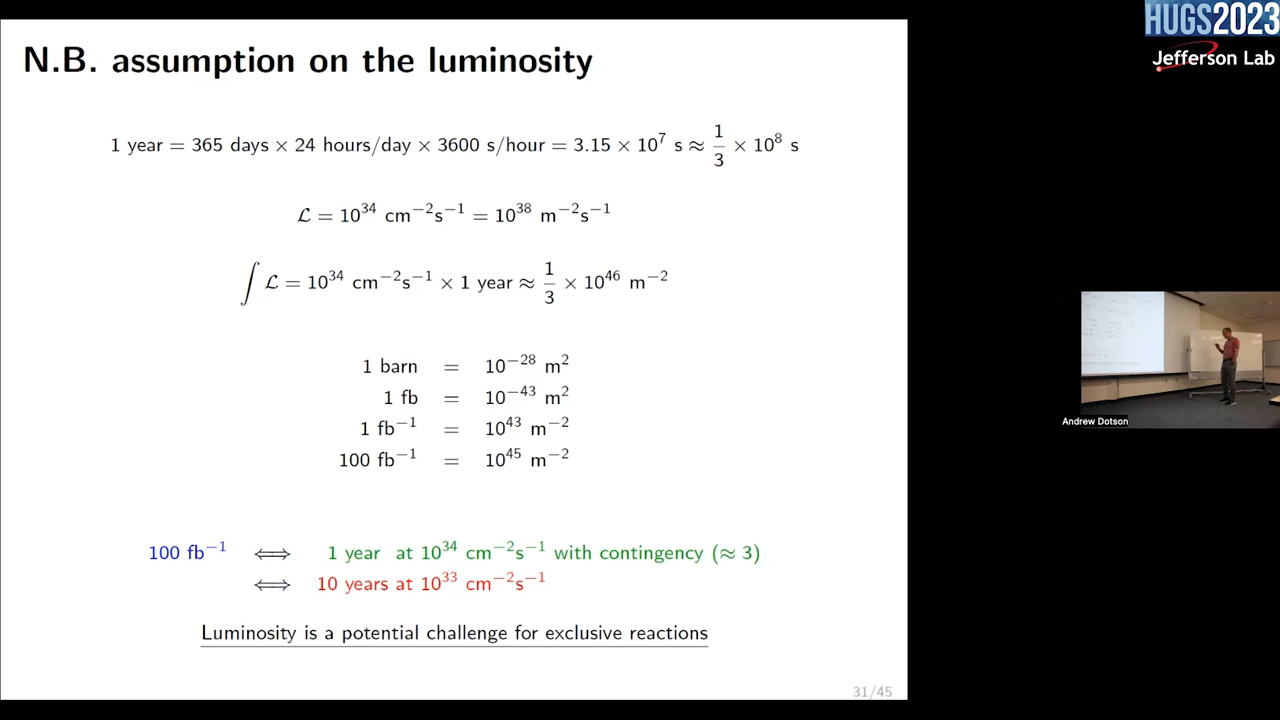 HUGS2023
Jefferson Lab
N.B. assumption on the luminosity
1 year = 365 days × 24 hours/day × 3600 s/hour = 3.15 × 10⁷ s ≈ 1/3 × 10⁸ s
ℒ = 10³⁴ cm⁻²s⁻¹ = 10³⁸ m⁻²s⁻¹
∫ ℒ = 10³⁴ cm⁻²s⁻¹ × 1 year ≈ 1/3 × 10⁴⁶ m⁻²
1 barn = 10⁻²⁸ m²
1 fb = 10⁻⁴³ m²
1 fb⁻¹ = 10⁴³ m⁻²
100 fb⁻¹ = 10⁴⁵ m⁻²
100 fb⁻¹ ⟺ 1 year at 10³⁴ cm⁻²s⁻¹ with contingency (≈ 3)
⟺ 10 years at 10³³ cm⁻²s⁻¹
Luminosity is a potential challenge for exclusive reactions
31/45
Andrew Dotson